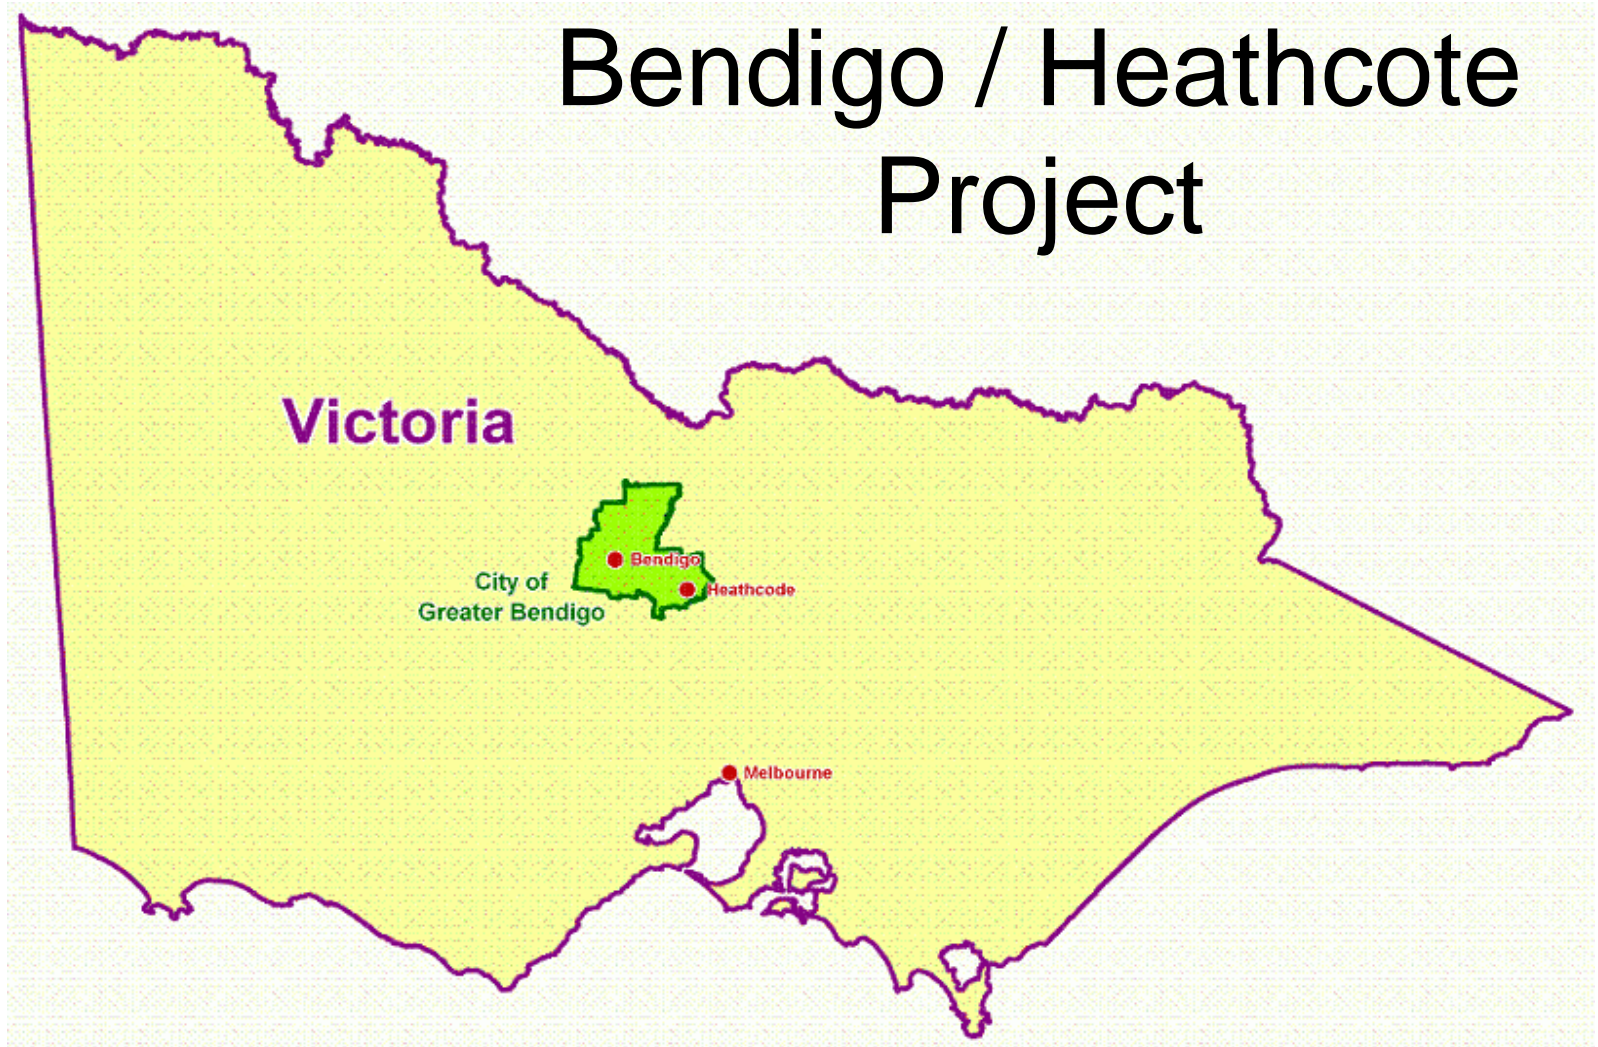 Bendigo / Heathcote
Project
Victoria
Bendigo
City of
Greater Bendigo
Heathcode
Melbourne